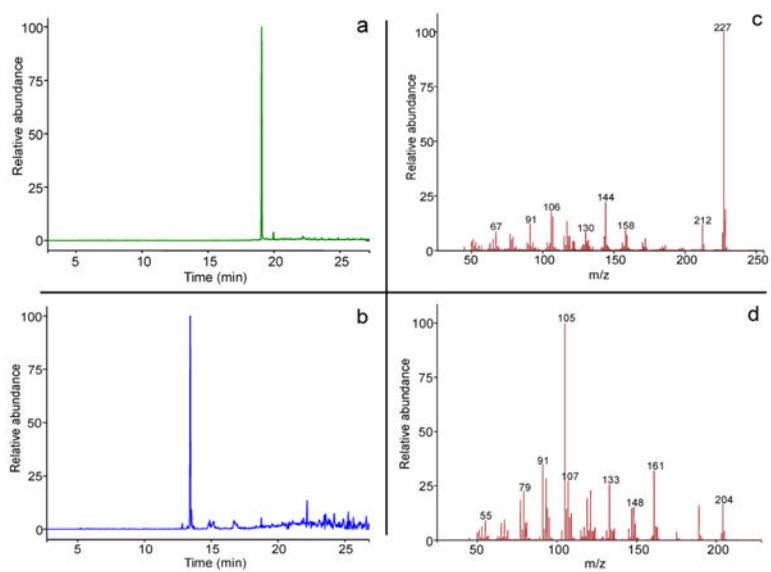 a
100
75
50
25
0
Relative abundance
5 10 15 20 25
Time (min)
c
227
100
75
50
25
0
Relative abundance
67 91 106 130 144 158 212
50 100 150 200 250
m/z
b
100
75
50
25
0
Relative abundance
5 10 15 20 25
Time (min)
d
105
100
75
50
25
0
Relative abundance
55 79 91 107 133 148 161 204
50 100 150 200
m/z